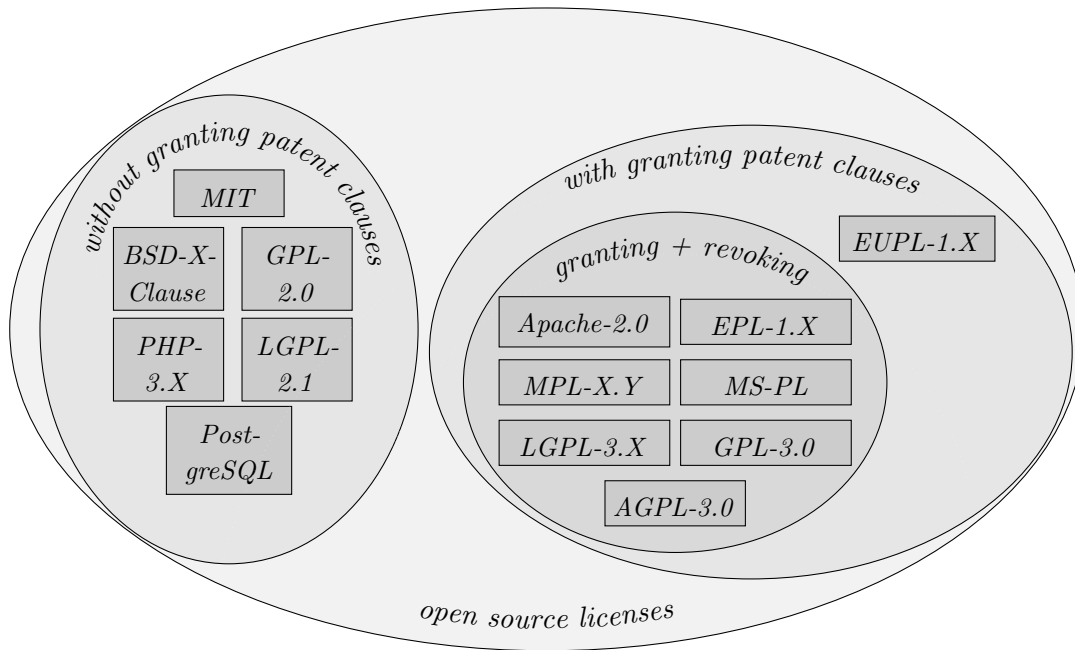 without granting patent clauses
MIT
BSD-X-
Clause
GPL-
2.0
PHP-
3.X
LGPL-
2.1
Post-
greSQL
with granting patent clauses
EUPL-1.X
granting + revoking
Apache-2.0
EPL-1.X
MPL-X.Y
MS-PL
LGPL-3.X
GPL-3.0
AGPL-3.0
open source licenses